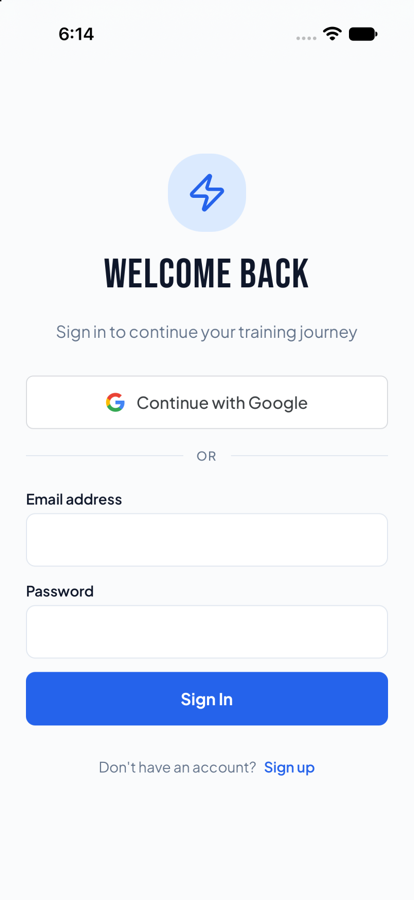 6:14
WELCOME BACK
Sign in to continue your training journey
Continue with Google
OR
Email address
Password
Sign In
Don't have an account? Sign up